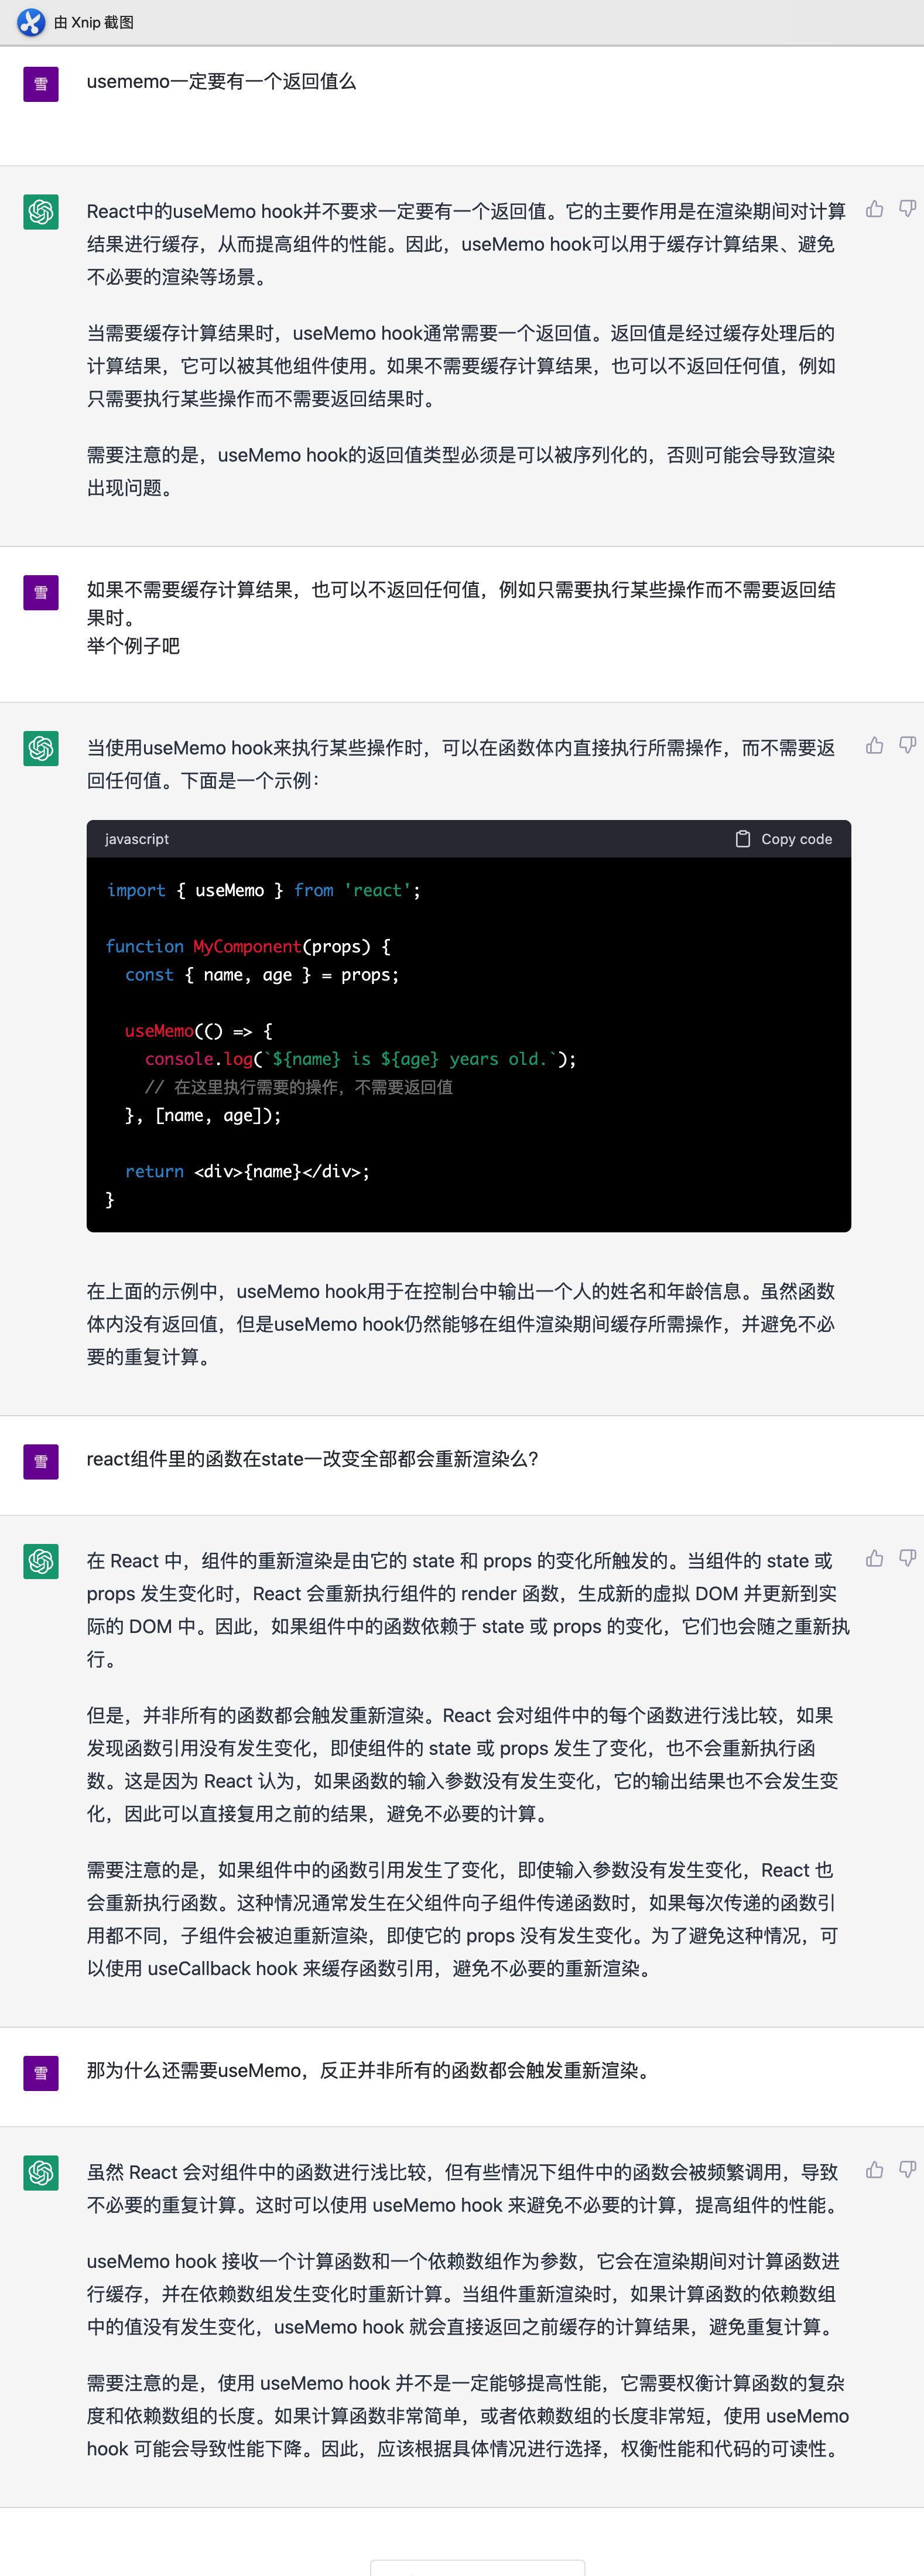 由 Xnip 截图
雪
usememo一定要有一个返回值么
React中的useMemo hook并不要求一定要有一个返回值。它的主要作用是在渲染期间对计算
结果进行缓存，从而提高组件的性能。因此，useMemo hook可以用于缓存计算结果、避免
不必要的渲染等场景。
当需要缓存计算结果时，useMemo hook通常需要一个返回值。返回值是经过缓存处理后的
计算结果，它可以被其他组件使用。如果不需要缓存计算结果，也可以不返回任何值，例如
只需要执行某些操作而不需要返回结果时。
需要注意的是，useMemo hook的返回值类型必须是可以被序列化的，否则可能会导致渲染
出现问题。
雪
如果不需要缓存计算结果，也可以不返回任何值，例如只需要执行某些操作而不需要返回结
果时。
举个例子吧
当使用useMemo hook来执行某些操作时，可以在函数体内直接执行所需操作，而不需要返
回任何值。下面是一个示例：
javascript
Copy code
import { useMemo } from 'react';
function MyComponent(props) {
const { name, age } = props;
useMemo(() => {
console.log(`${name} is ${age} years old.`);
// 在这里执行需要的操作，不需要返回值
}, [name, age]);
return <div>{name}</div>;
}
在上面的示例中，useMemo hook用于在控制台中输出一个人的姓名和年龄信息。虽然函数
体内没有返回值，但是useMemo hook仍然能够在组件渲染期间缓存所需操作，并避免不必
要的重复计算。
雪
react组件里的函数在state一改变全部都会重新渲染么?
在 React 中，组件的重新渲染是由它的 state 和 props 的变化所触发的。当组件的 state 或
props 发生变化时，React 会重新执行组件的 render 函数，生成新的虚拟 DOM 并更新到实
际的 DOM 中。因此，如果组件中的函数依赖于 state 或 props 的变化，它们也会随之重新执
行。
但是，并非所有的函数都会触发重新渲染。React 会对组件中的每个函数进行浅比较，如果
发现函数引用没有发生变化，即使组件的 state 或 props 发生了变化，也不会重新执行函
数。这是因为 React 认为，如果函数的输入参数没有发生变化，它的输出结果也不会发生变
化，因此可以直接复用之前的结果，避免不必要的计算。
需要注意的是，如果组件中的函数引用发生了变化，即使输入参数没有发生变化，React 也
会重新执行函数。这种情况通常发生在父组件向子组件传递函数时，如果每次传递的函数引
用都不同，子组件会被迫重新渲染，即使它的 props 没有发生变化。为了避免这种情况，可
以使用 useCallback hook 来缓存函数引用，避免不必要的重新渲染。
雪
那为什么还需要useMemo，反正并非所有的函数都会触发重新渲染。
虽然 React 会对组件中的函数进行浅比较，但有些情况下组件中的函数会被频繁调用，导致
不必要的重复计算。这时可以使用 useMemo hook 来避免不必要的计算，提高组件的性能。
useMemo hook 接收一个计算函数和一个依赖数组作为参数，它会在渲染期间对计算函数进
行缓存，并在依赖数组发生变化时重新计算。当组件重新渲染时，如果计算函数的依赖数组
中的值没有发生变化，useMemo hook 就会直接返回之前缓存的计算结果，避免重复计算。
需要注意的是，使用 useMemo hook 并不是一定能够提高性能，它需要权衡计算函数的复杂
度和依赖数组的长度。如果计算函数非常简单，或者依赖数组的长度非常短，使用 useMemo
hook 可能会导致性能下降。因此，应该根据具体情况进行选择，权衡性能和代码的可读性。